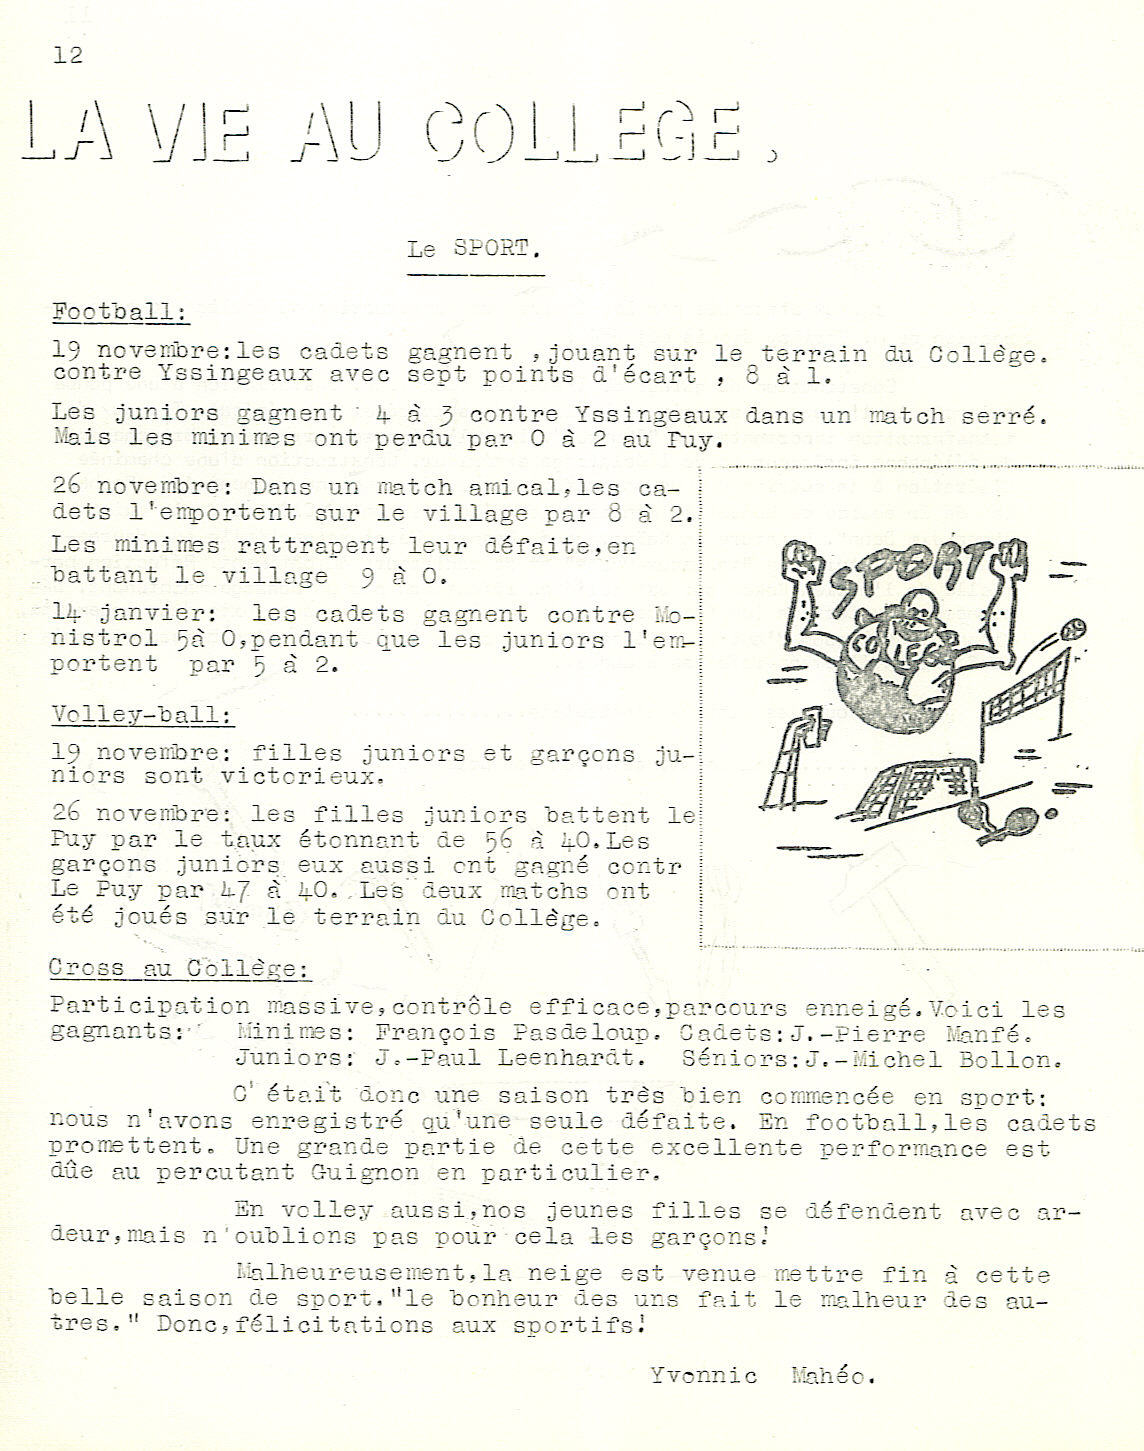 12
LA VIE AU COLLEGE.
Le SPORT.
Football:
19 novembre:les cadets gagnent ,jouant sur le terrain du Collège.
contre Yssingeaux avec sept points d'écart , 8 à 1.
Les juniors gagnent 4 à 3 contre Yssingeaux dans un match serré.
Mais les minimes ont perdu par 0 à 2 au Puy.
26 novembre: Dans un match amical,les ca-
dets l'emportent sur le village par 8 à 2.
Les minimes rattrapent leur défaite,en
battant le village 9 à 0.
14 janvier: les cadets gagnent contre Mo-
nistrol 5à 0,pendant que les juniors l'em-
portent par 5 à 2.
SPORT
COLLEGE
Volley-ball:
19 novembre: filles juniors et garçons ju-
niors sont victorieux.
26 novembre: les filles juniors battent le
Puy par le taux étonnant de 56 à 40.Les
garçons juniors eux aussi ont gagné contr
Le Puy par 47 à 40. Les deux matchs ont
été joués sur le terrain du Collège.
Cross au Collège:
Participation massive,contrôle efficace,parcours enneigé.Voici les
gagnants: Minimes: François Pasdeloup. Cadets:J.-Pierre Manfé.
Juniors: J.-Paul Leenhardt. Séniors:J.-Michel Bollon.
C'était donc une saison très bien commencée en sport:
nous n'avons enregistré qu'une seule défaite. En football,les cadets
promettent. Une grande partie de cette excellente performance est
dûe au percutant Guignon en particulier.
En volley aussi,nos jeunes filles se défendent avec ar-
deur,mais n'oublions pas pour cela les garçons!
Malheureusement,la neige est venue mettre fin à cette
belle saison de sport."le bonheur des uns fait le malheur des au-
tres." Donc,félicitations aux sportifs!
Yvonnic Mahéo.